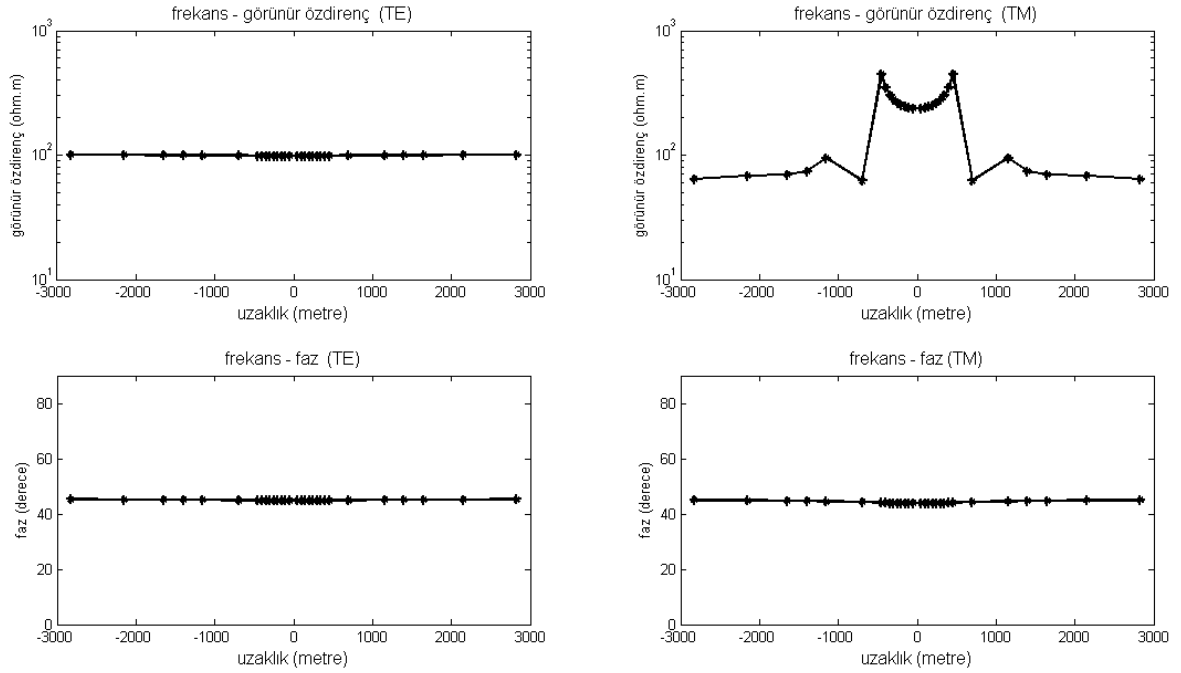 frekans - görünür özdirenç (TE)
görünür özdirenç (ohm.m)
10^3
10^2
10^1
-3000 -2000 -1000 0 1000 2000 3000
uzaklık (metre)
frekans - görünür özdirenç (TM)
görünür özdirenç (ohm.m)
10^3
10^2
10^1
-3000 -2000 -1000 0 1000 2000 3000
uzaklık (metre)
frekans - faz (TE)
faz (derece)
80
60
40
20
0
-3000 -2000 -1000 0 1000 2000 3000
uzaklık (metre)
frekans - faz (TM)
faz (derece)
80
60
40
20
0
-3000 -2000 -1000 0 1000 2000 3000
uzaklık (metre)